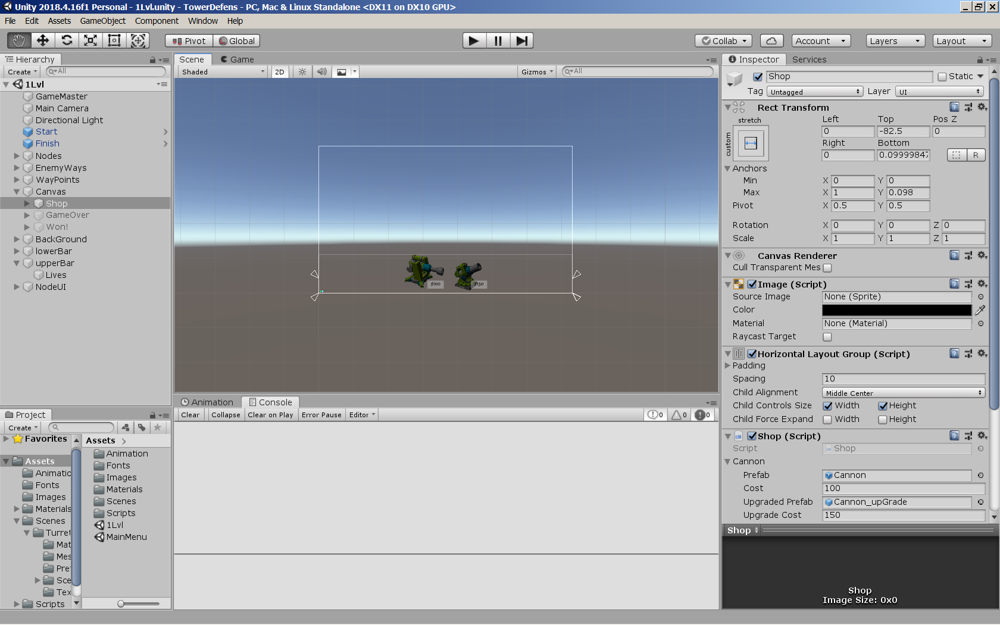 Unity 2018.4.16f1 Personal - 1Lvl.unity - TowerDefens - PC, Mac & Linux Standalone <DX11 on DX10 GPU>
File Edit Assets GameObject Component Window Help
Pivot Global Collab Account Layers Layout
Hierarchy
Create All
1Lvl
GameMaster
Main Camera
Directional Light
Start
Finish
Nodes
EnemyWays
WayPoints
Canvas
Shop
GameOver
Won!
BackGround
lowerBar
upperBar
Lives
NodeUI
Scene Game
Shaded 2D Gizmos All
$100 $150
Project
Create
Favorites
Assets
Animatic
Fonts
Images
Materials
Scenes
Turret
Mat
Mes
Pre
Sce
Tex
Scripts
Assets
Animation
Fonts
Images
Materials
Scenes
Scripts
1Lvl
MainMenu
Animation Console
Clear Collapse Clear on Play Error Pause Editor 0 0 0
Inspector Services
Shop Static
Tag Untagged Layer UI
Rect Transform
stretch Left Top Pos Z
custom 0 -82.5 0
Right Bottom
0 0.09999847 R
Anchors
Min X 0 Y 0
Max X 1 Y 0.098
Pivot X 0.5 Y 0.5
Rotation X 0 Y 0 Z 0
Scale X 1 Y 1 Z 1
Canvas Renderer
Cull Transparent Mes
Image (Script)
Source Image None (Sprite)
Color
Material None (Material)
Raycast Target
Horizontal Layout Group (Script)
Padding
Spacing 10
Child Alignment Middle Center
Child Controls Size Width Height
Child Force Expand Width Height
Shop (Script)
Script Shop
Cannon
Prefab Cannon
Cost 100
Upgraded Prefab Cannon_upGrade
Upgrade Cost 150
Shop
Shop
Image Size: 0x0